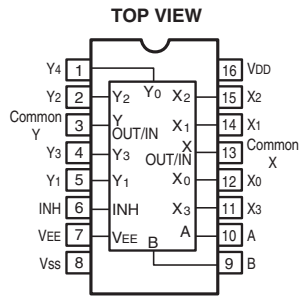 TOP VIEW
Y4 1 Y0 16 VDD
Y2 2 Y2 X2 15 X2
Common Y 3 Y OUT/IN X1 14 X1
Y3 4 Y3 X OUT/IN 13 Common X
Y1 5 Y1 X0 12 X0
INH 6 INH X3 11 X3
VEE 7 VEE A 10 A
Vss 8 B 9 B